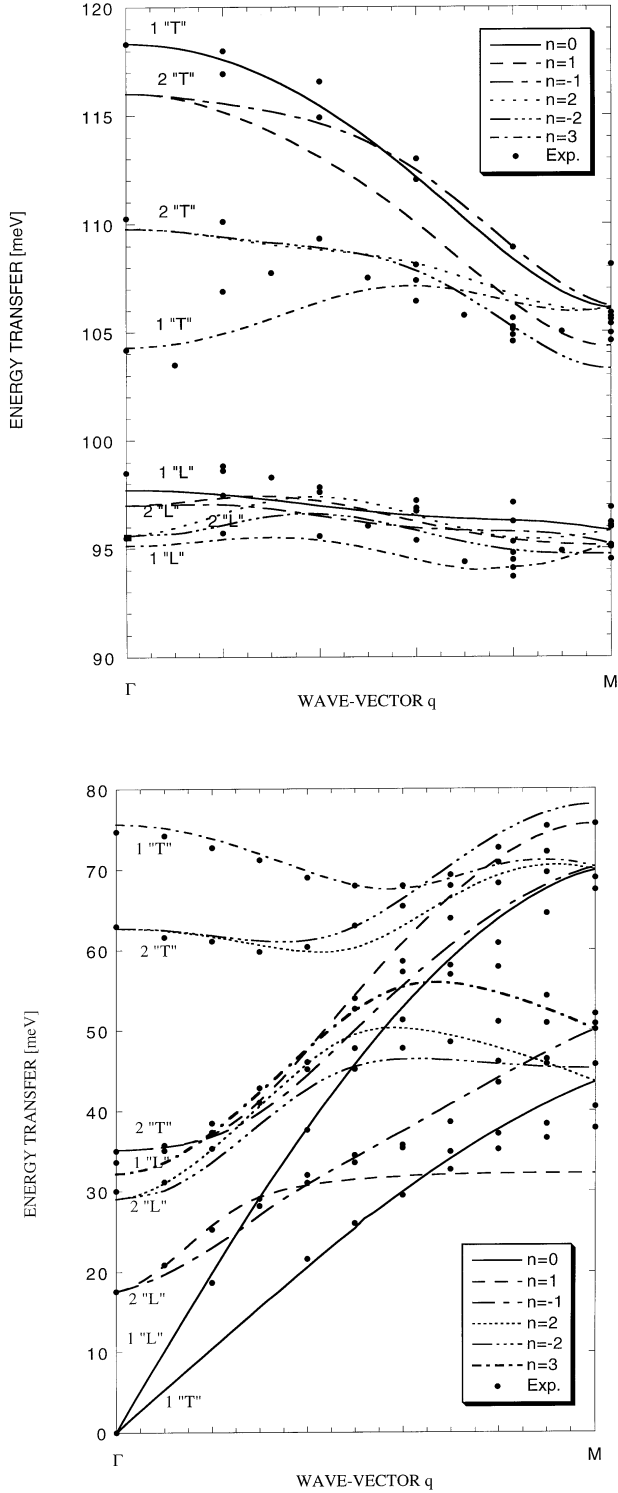 120
1 "T"
n=0
n=1
n=-1
n=2
n=-2
n=3
Exp.
2 "T"
115
2 "T"
110
ENERGY TRANSFER [meV]
1 "T"
105
100
1 "L"
2 "L"
2 "L"
95
1 "L"
90
Γ
M
WAVE-VECTOR q
80
1 "T"
70
2 "T"
60
50
ENERGY TRANSFER [meV]
40
2 "T"
1 "L"
30
2 "L"
n=0
n=1
n=-1
n=2
n=-2
n=3
Exp.
20
2 "L"
1 "L"
10
1 "T"
0
Γ
M
WAVE-VECTOR q